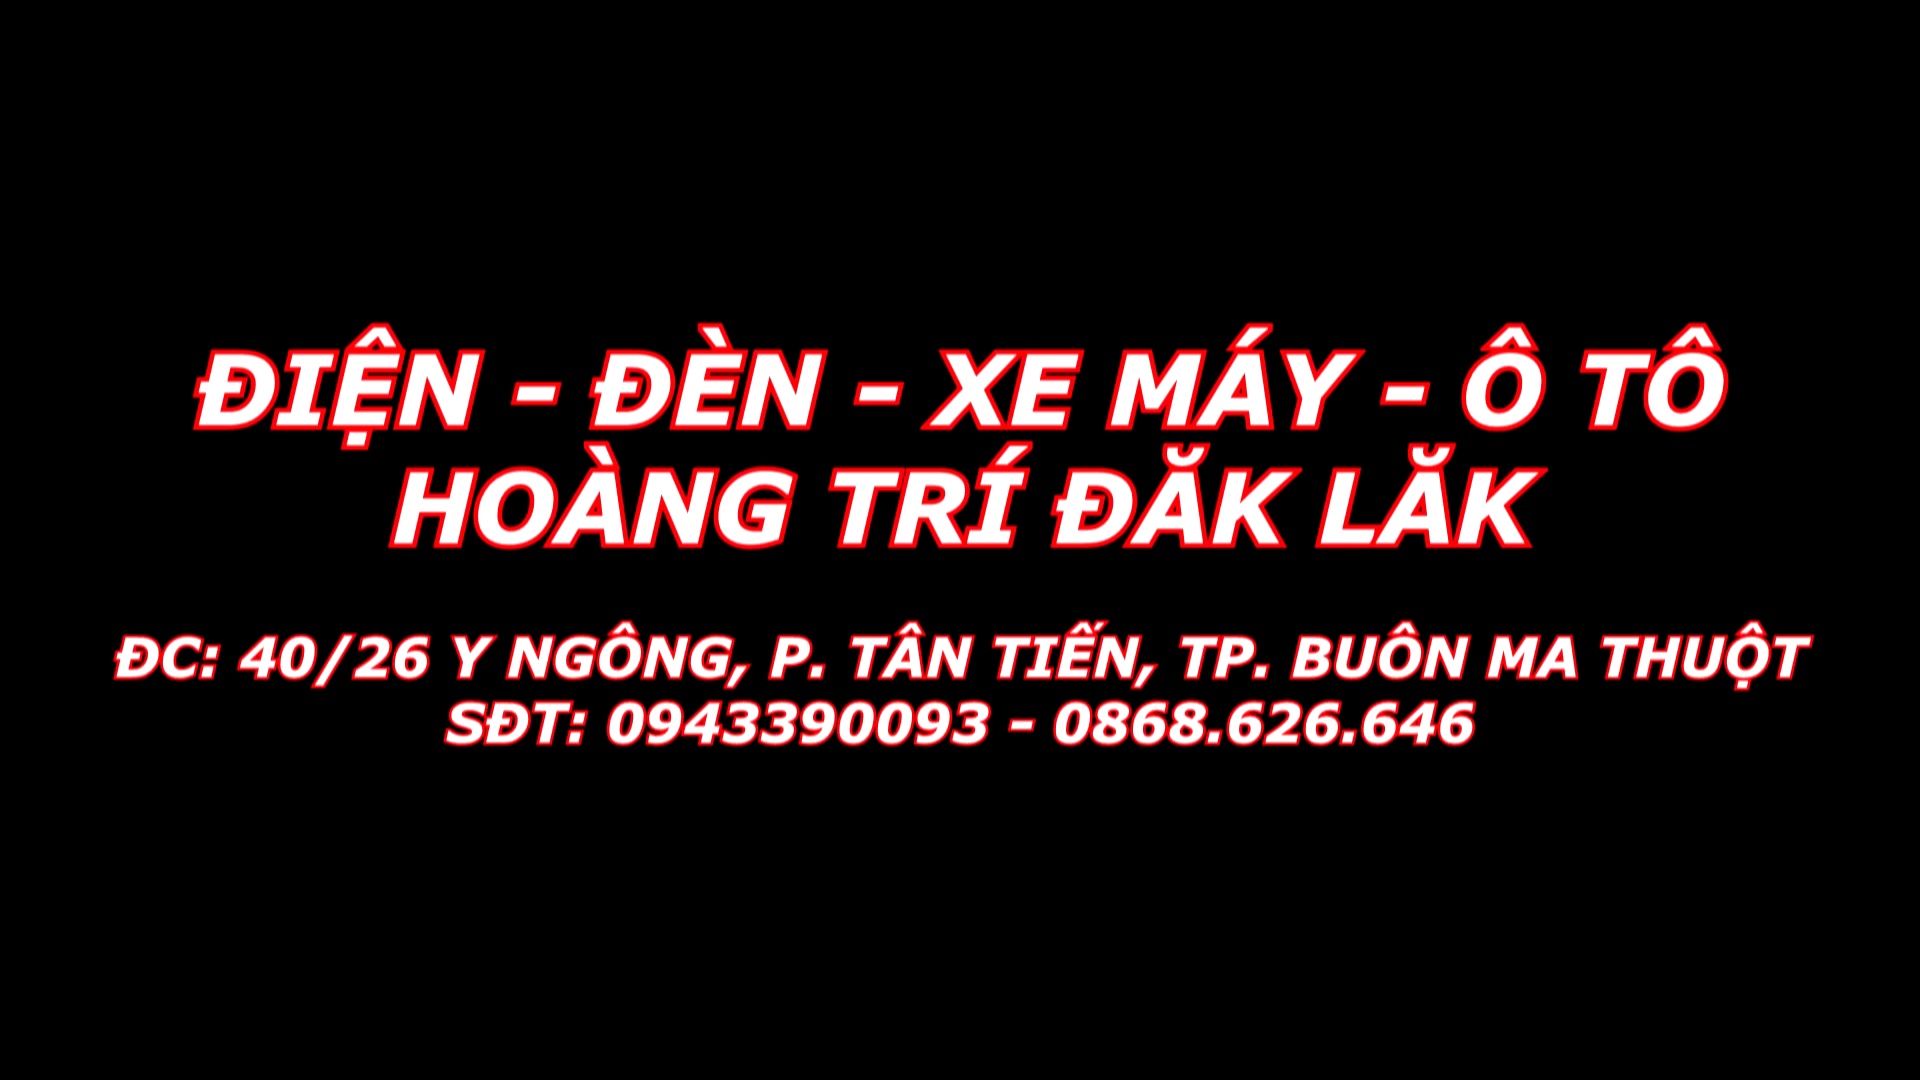 ĐIỆN - ĐÈN - XE MÁY - Ô TÔ
HOÀNG TRÍ ĐĂK LĂK
ĐC: 40/26 Y NGÔNG, P. TÂN TIẾN, TP. BUÔN MA THUỘT
SĐT: 0943390093 - 0868.626.646